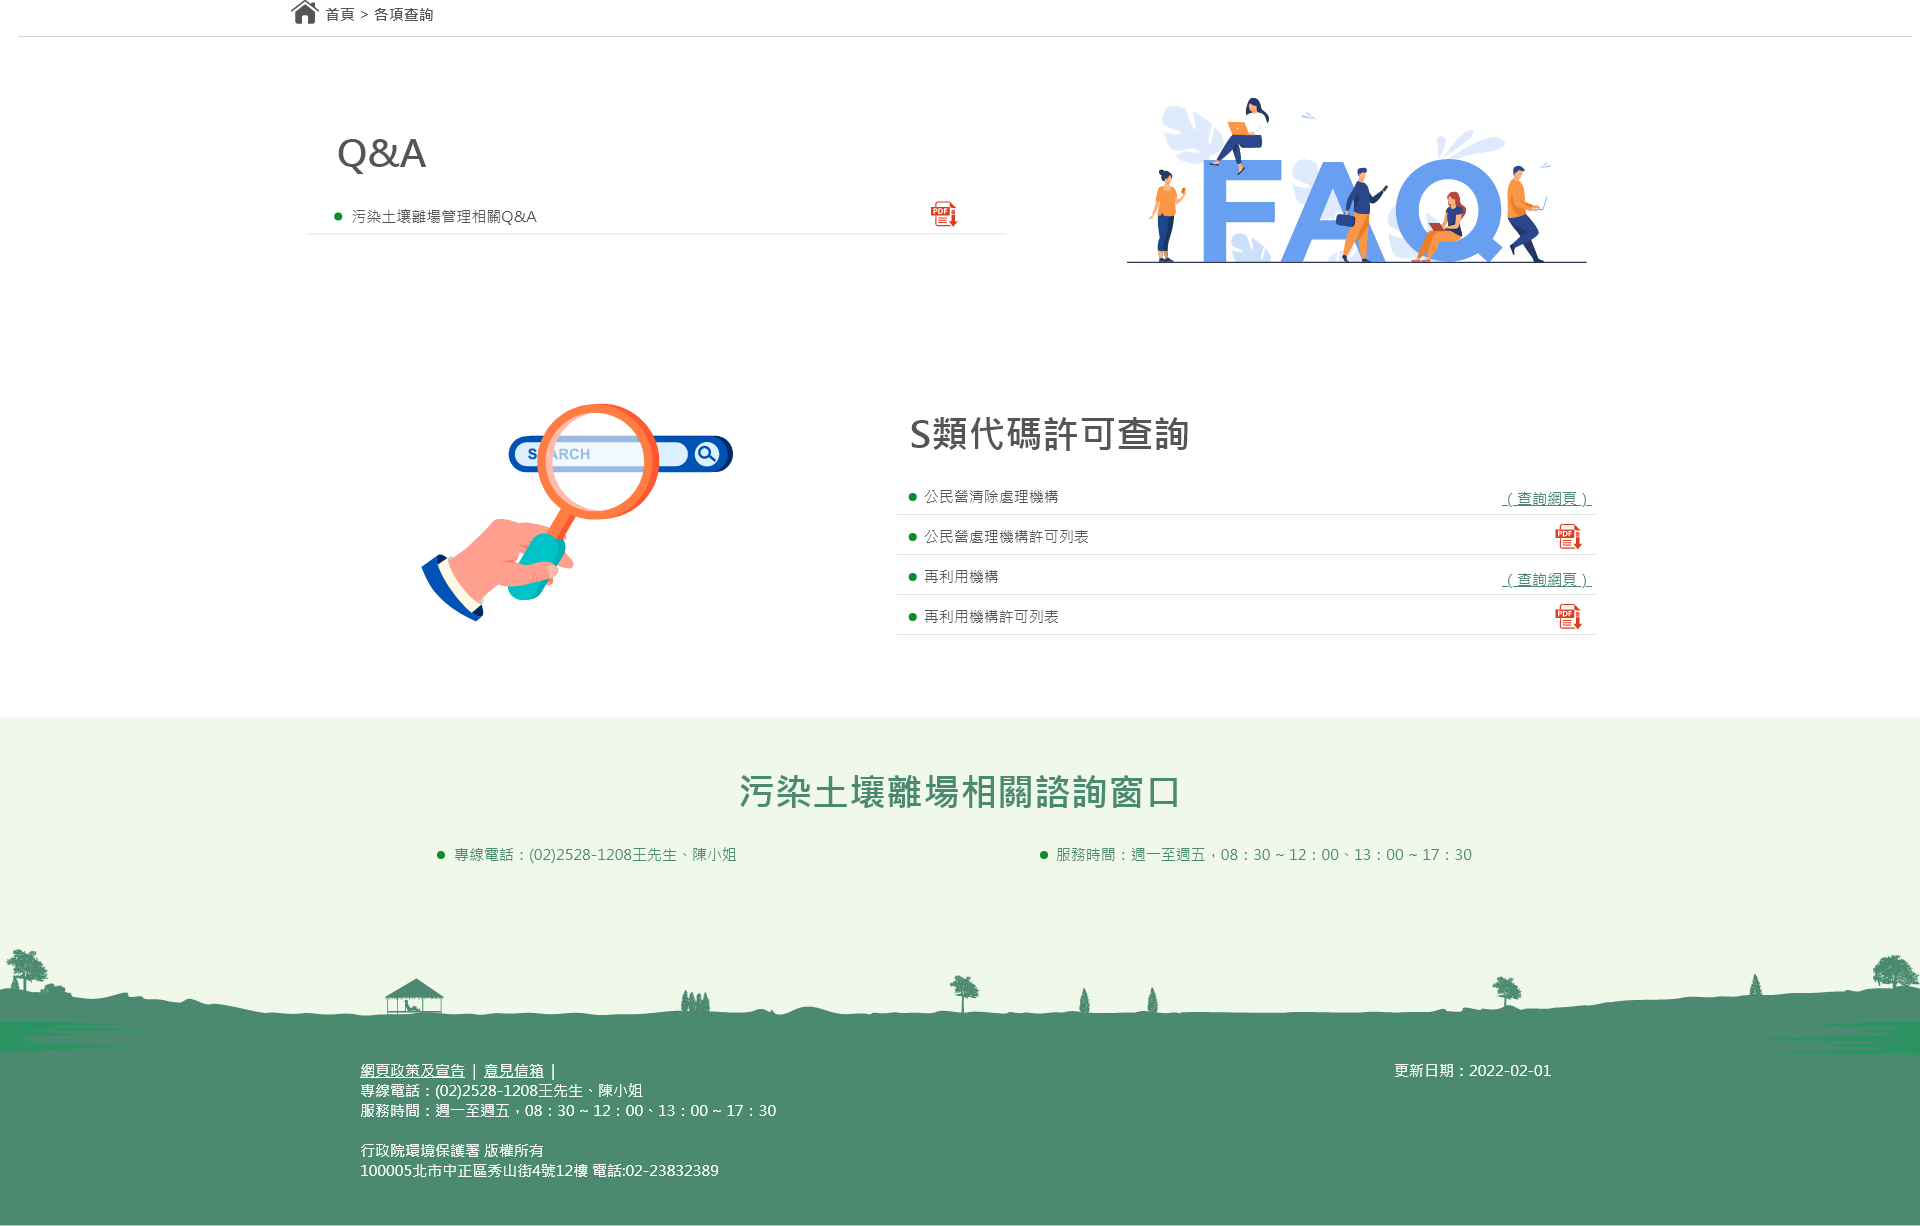 首頁 > 各項查詢
Q&A
污染土壤離場管理相關Q&A
PDF
FAQ
SEARCH
S類代碼許可查詢
公民營清除處理機構
( 查詢網頁 )
公民營處理機構許可列表
PDF
再利用機構
( 查詢網頁 )
再利用機構許可列表
PDF
污染土壤離場相關諮詢窗口
專線電話：(02)2528-1208王先生、陳小姐
服務時間：週一至週五，08：30 ~ 12：00、13：00 ~ 17：30
網頁政策及宣告 | 意見信箱 |
更新日期：2022-02-01
專線電話：(02)2528-1208王先生、陳小姐
服務時間：週一至週五，08：30 ~ 12：00、13：00 ~ 17：30
行政院環境保護署 版權所有
100005北市中正區秀山街4號12樓 電話:02-23832389